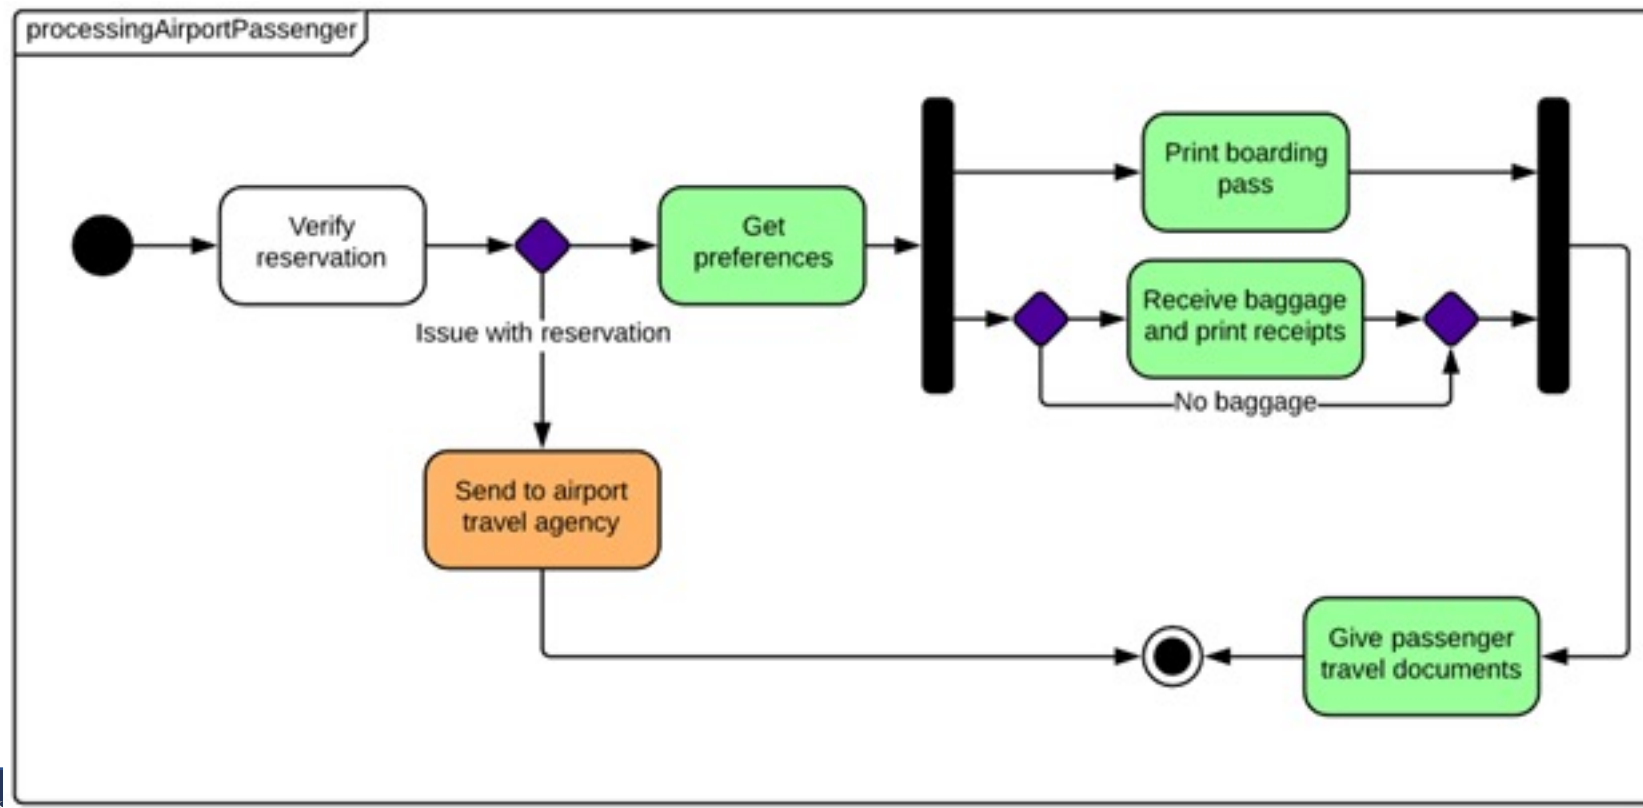 processingAirportPassenger
Print boarding
pass
Verify
reservation
Get
preferences
Receive baggage
and print receipts
Issue with reservation
No baggage
Send to airport
travel agency
Give passenger
travel documents